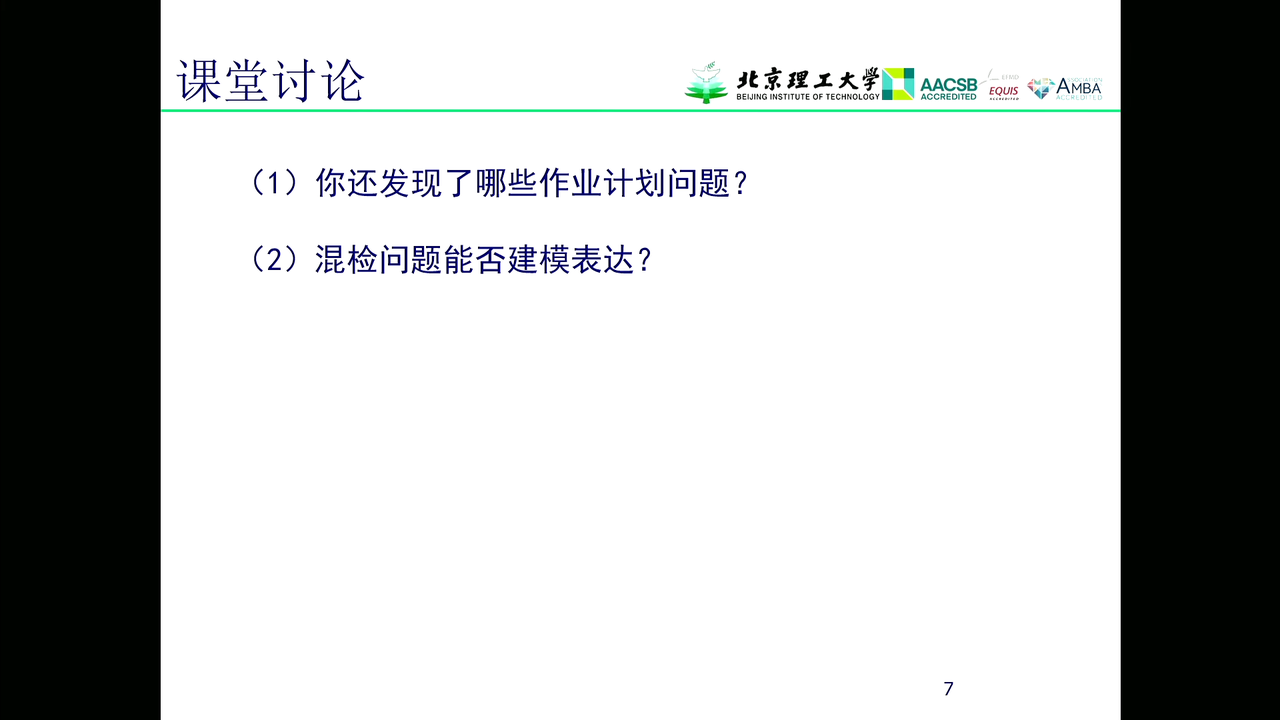 课堂讨论
北京理工大学
BEIJING INSTITUTE OF TECHNOLOGY
AACSB
ACCREDITED
EFMD
EQUIS
ACCREDITED
ASSOCIATION
AMBA
ACCREDITED
（1）你还发现了哪些作业计划问题？
（2）混检问题能否建模表达？
7